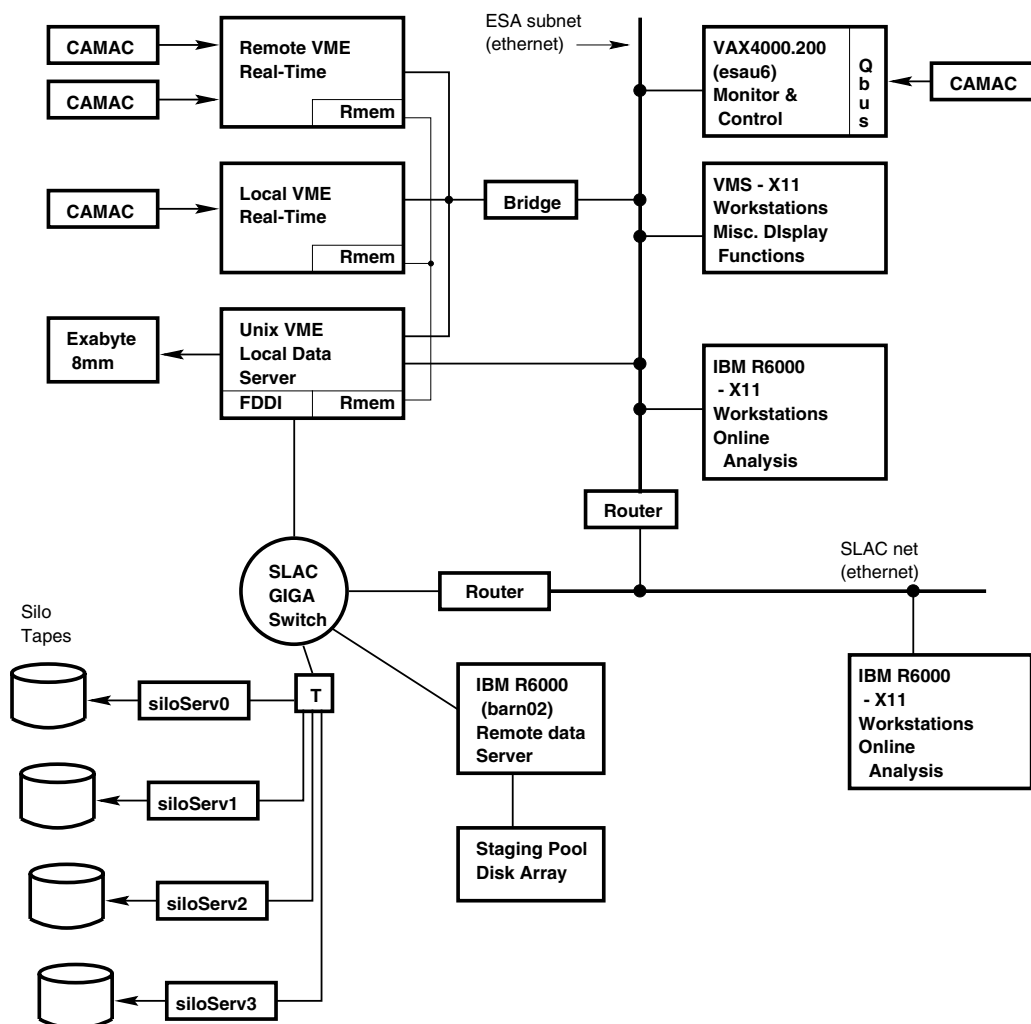 CAMAC
CAMAC
Remote VME
Real-Time
Rmem
ESA subnet
(ethernet)
VAX4000.200
(esau6)
Monitor &
Control
Q
b
u
s
CAMAC
CAMAC
Local VME
Real-Time
Rmem
Bridge
VMS - X11
Workstations
Misc. DIsplay
Functions
Exabyte
8mm
Unix VME
Local Data
Server
FDDI
Rmem
IBM R6000
- X11
Workstations
Online
Analysis
Router
SLAC
GIGA
Switch
Router
SLAC net
(ethernet)
Silo
Tapes
T
siloServ0
siloServ1
siloServ2
siloServ3
IBM R6000
(barn02)
Remote data
Server
Staging Pool
Disk Array
IBM R6000
- X11
Workstations
Online
Analysis